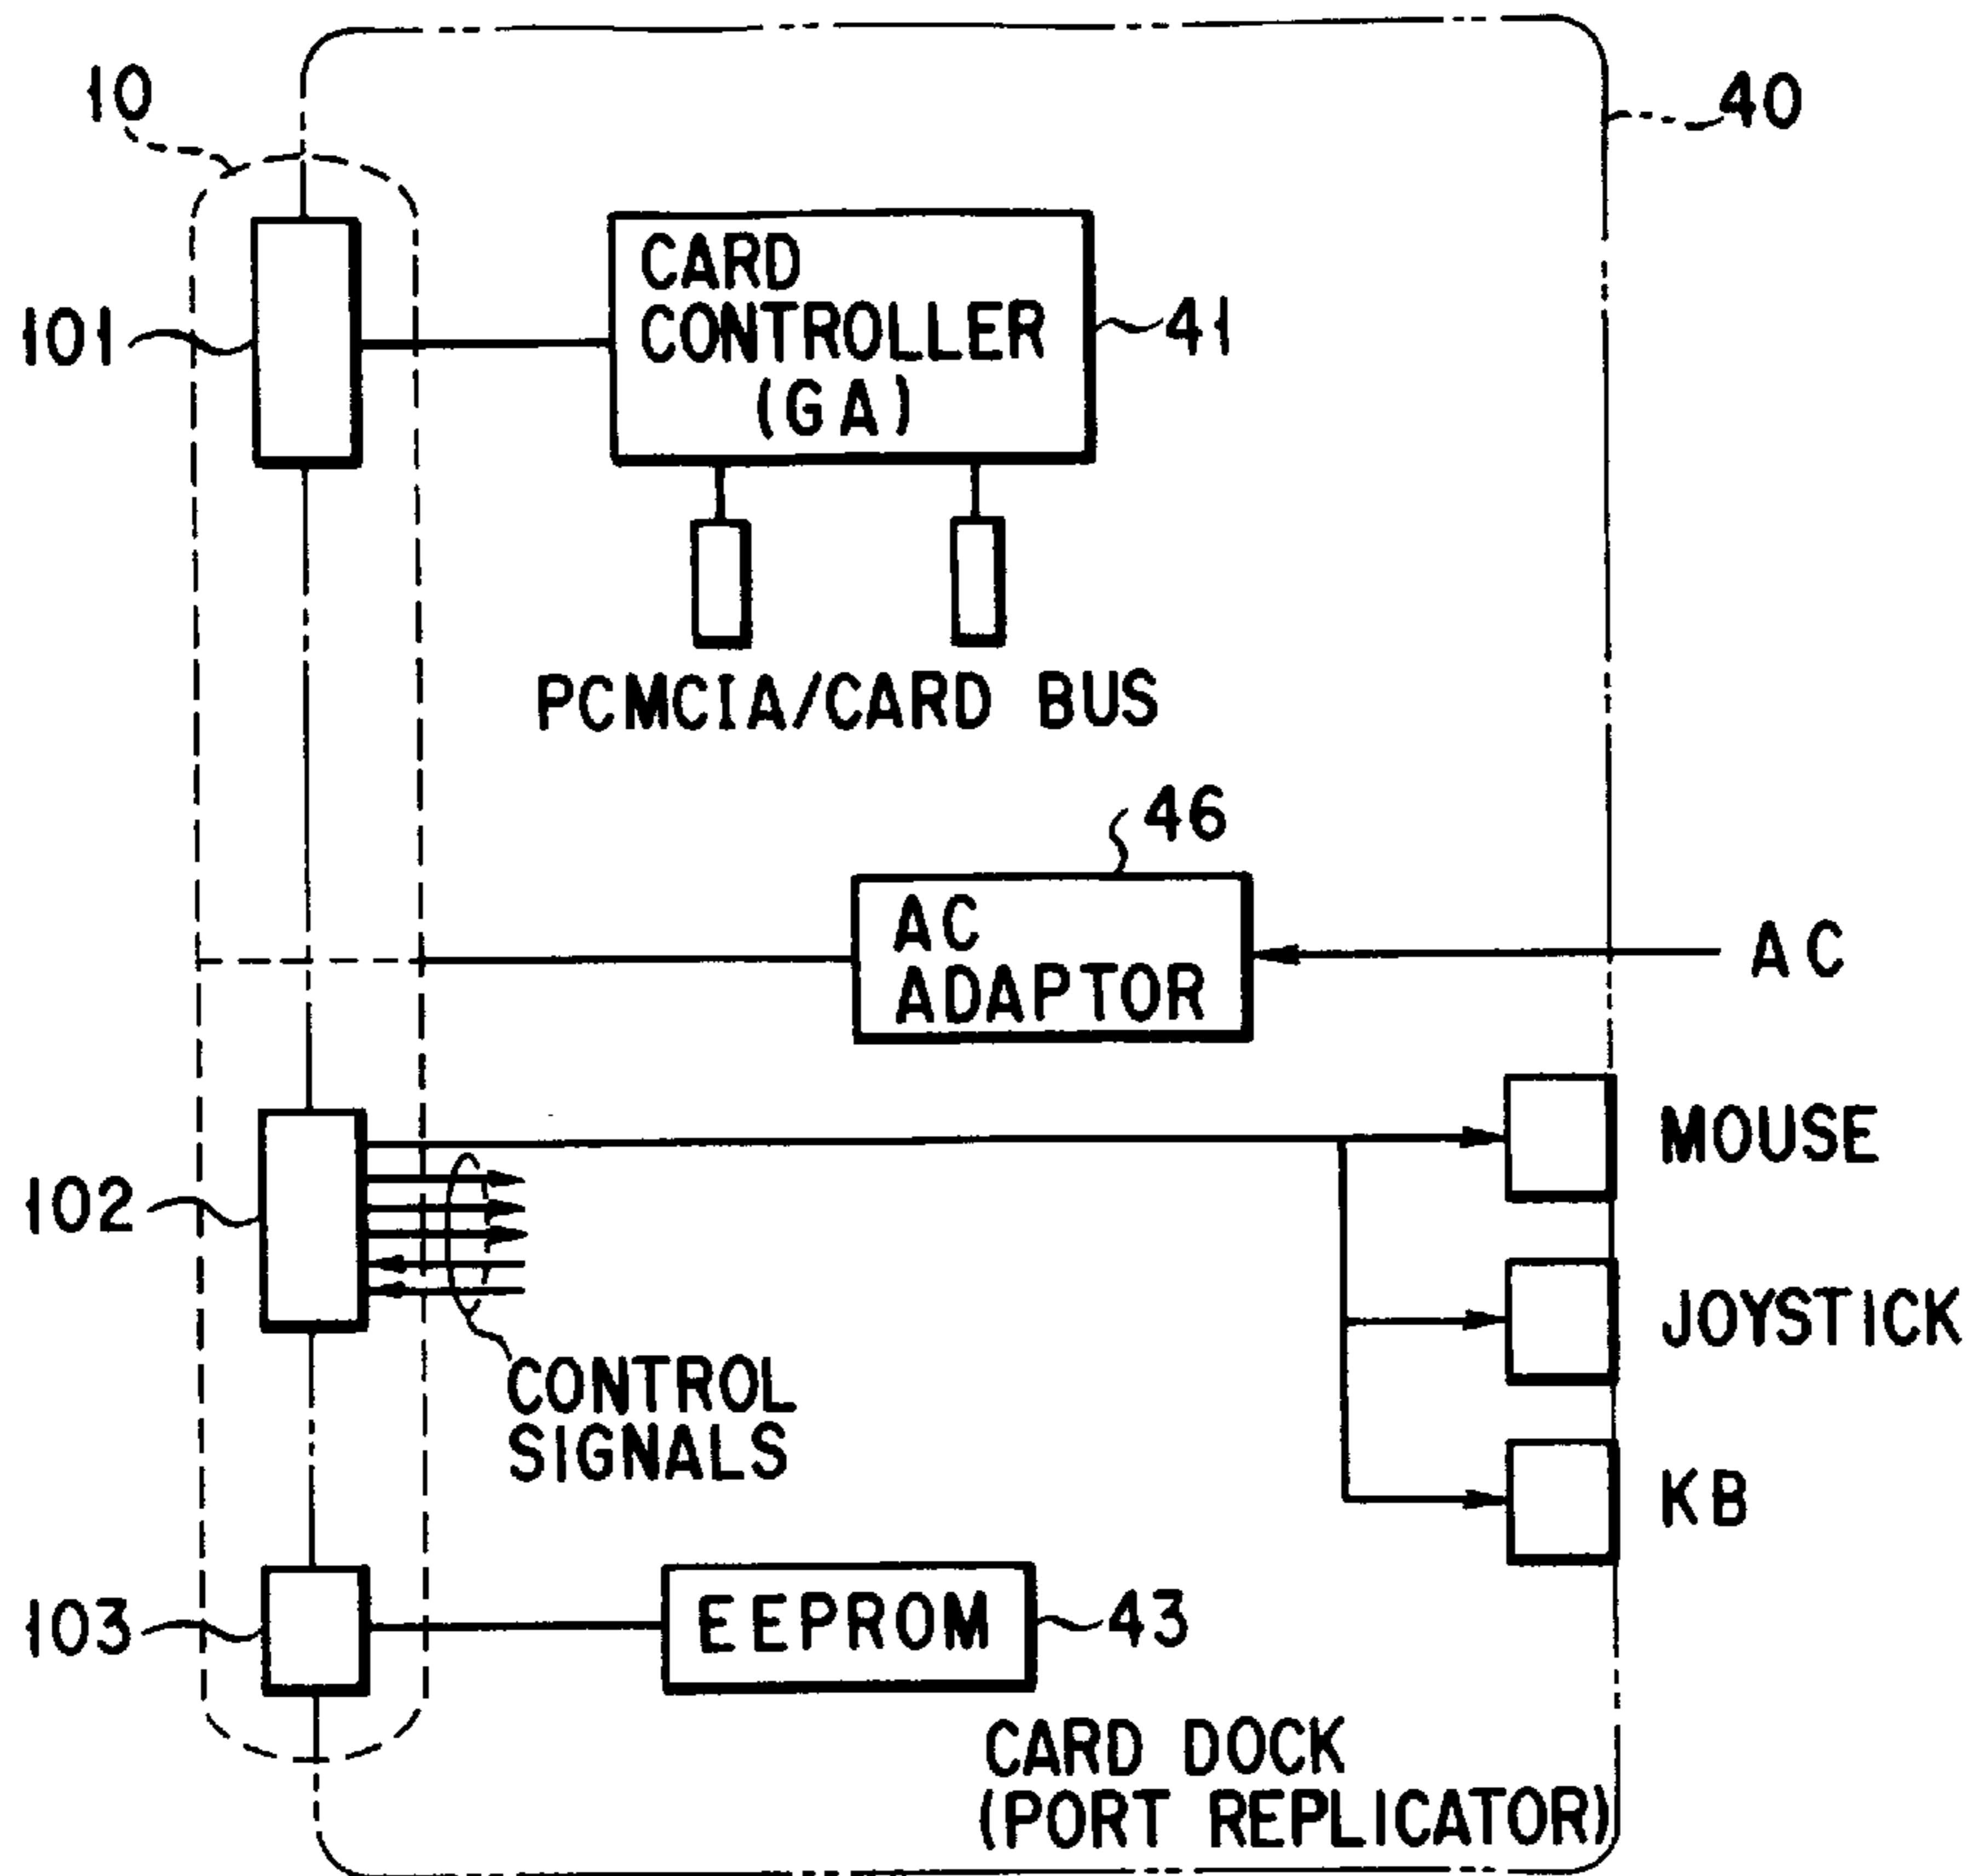 10
40
101
CARD
CONTROLLER
(GA)
41
PCMCIA/CARD BUS
46
AC
ADAPTOR
AC
MOUSE
102
JOYSTICK
CONTROL
SIGNALS
KB
103
EEPROM
43
CARD DOCK
(PORT REPLICATOR)